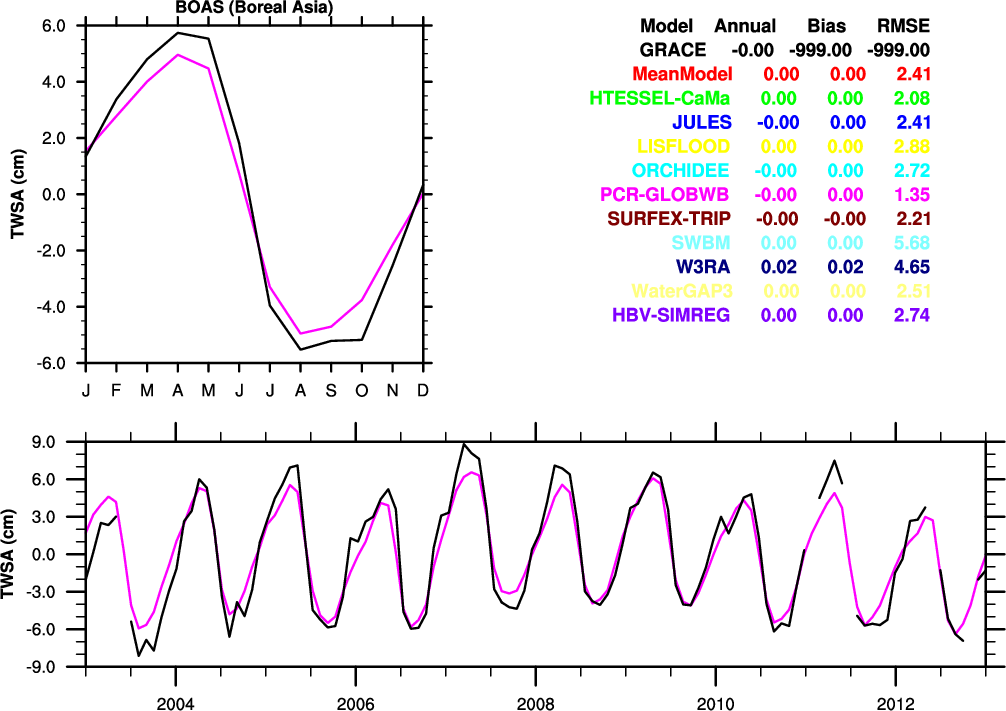 BOAS (Boreal Asia)
6.0
4.0
2.0
0.0
-2.0
-4.0
-6.0
TWSA (cm)
J F M A M J J A S O N D
Model Annual Bias RMSE
GRACE -0.00 -999.00 -999.00
MeanModel 0.00 0.00 2.41
HTESSEL-CaMa 0.00 0.00 2.08
JULES -0.00 0.00 2.41
LISFLOOD 0.00 0.00 2.88
ORCHIDEE -0.00 0.00 2.72
PCR-GLOBWB -0.00 0.00 1.35
SURFEX-TRIP -0.00 -0.00 2.21
SWBM 0.00 0.00 5.68
W3RA 0.02 0.02 4.65
WaterGAP3 0.00 0.00 2.51
HBV-SIMREG 0.00 0.00 2.74
9.0
6.0
3.0
0.0
-3.0
-6.0
-9.0
TWSA (cm)
2004 2006 2008 2010 2012